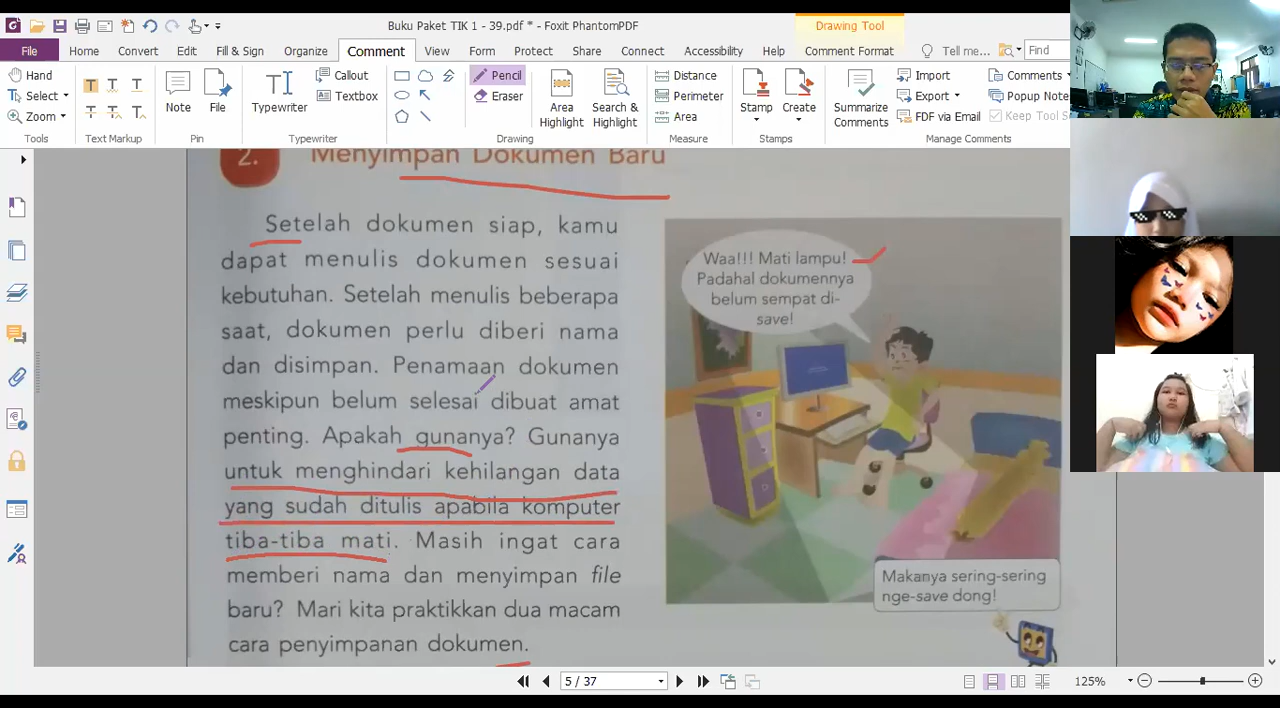 Buku Paket TIK 1 - 39.pdf * - Foxit PhantomPDF
Drawing Tool
File Home Convert Edit Fill & Sign Organize Comment View Form Protect Share Connect Accessibility Help Comment Format Tell me... Find
Hand
Select
Zoom
Tools
T T T
T T T
Text Markup
Note
File
Pin
Typewriter
Callout
Textbox
Typewriter
Pencil
Eraser
Area Highlight
Search & Highlight
Drawing
Distance
Perimeter
Area
Measure
Stamp
Create
Stamps
Summarize Comments
Import
Export
FDF via Email
Comments
Popup Note
Keep Tool S
Manage Comments
2. Menyimpan Dokumen Baru
Setelah dokumen siap, kamu
dapat menulis dokumen sesuai
kebutuhan. Setelah menulis beberapa
saat, dokumen perlu diberi nama
dan disimpan. Penamaan dokumen
meskipun belum selesai dibuat amat
penting. Apakah gunanya? Gunanya
untuk menghindari kehilangan data
yang sudah ditulis apabila komputer
tiba-tiba mati. Masih ingat cara
memberi nama dan menyimpan file
baru? Mari kita praktikkan dua macam
cara penyimpanan dokumen.
Waa!!! Mati lampu!
Padahal dokumennya
belum sempat di-
save!
Makanya sering-sering
nge-save dong!
5 / 37
125%